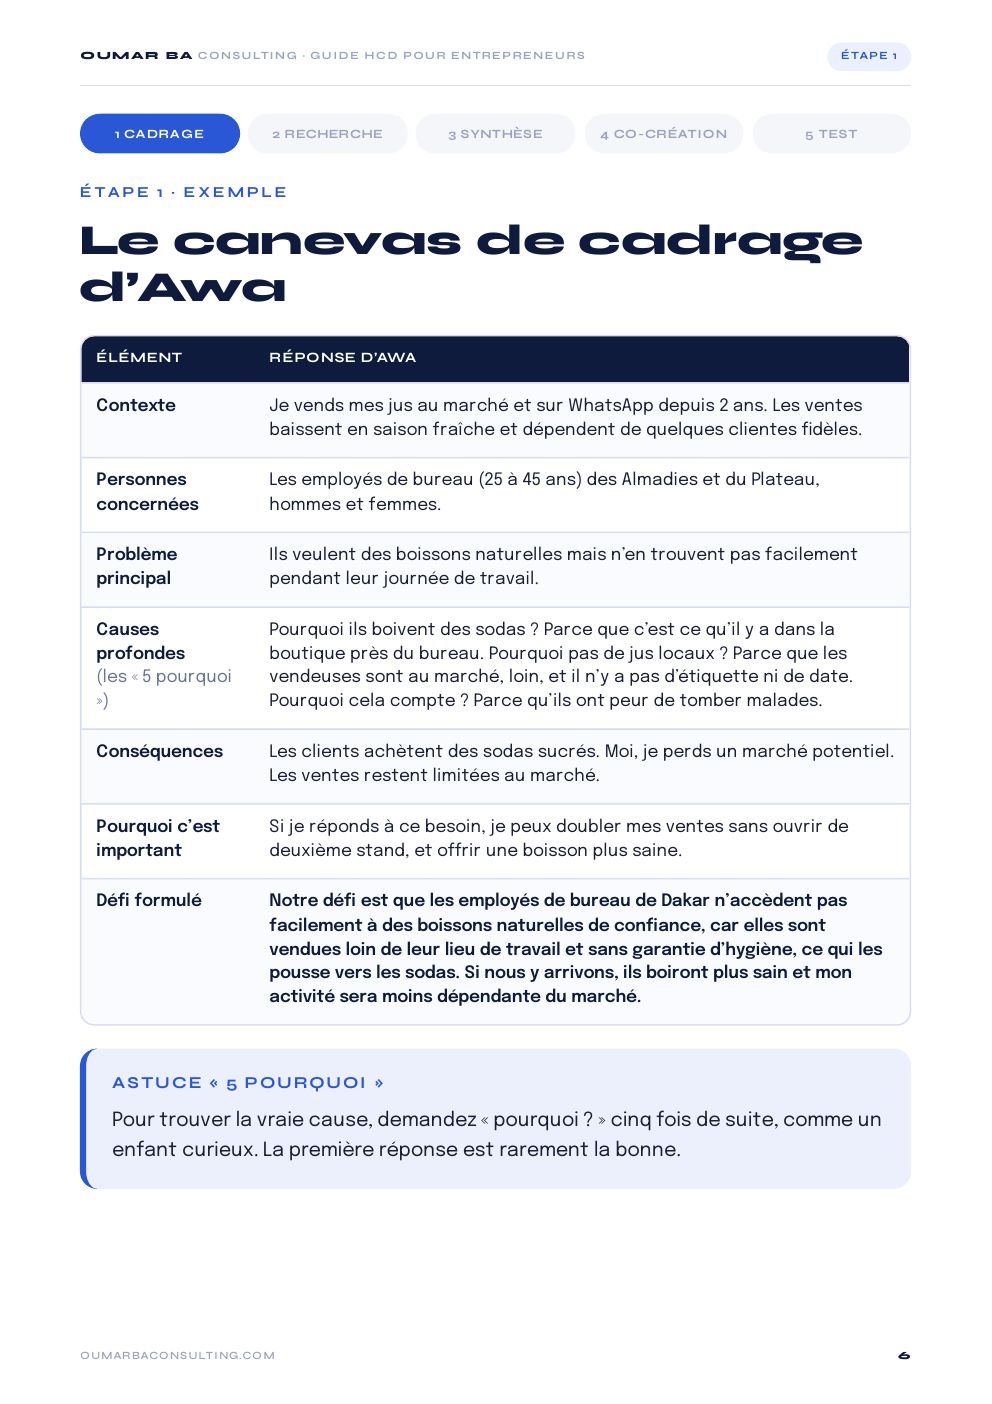 OUMAR BA CONSULTING · GUIDE HCD POUR ENTREPRENEURS
ÉTAPE 1
1 CADRAGE
2 RECHERCHE
3 SYNTHÈSE
4 CO-CRÉATION
5 TEST
ÉTAPE 1 · EXEMPLE
Le canevas de cadrage
d’Awa
ÉLÉMENT
RÉPONSE D’AWA
Contexte
Je vends mes jus au marché et sur WhatsApp depuis 2 ans. Les ventes
baissent en saison fraîche et dépendent de quelques clientes fidèles.
Personnes
concernées
Les employés de bureau (25 à 45 ans) des Almadies et du Plateau,
hommes et femmes.
Problème
principal
Ils veulent des boissons naturelles mais n’en trouvent pas facilement
pendant leur journée de travail.
Causes
profondes
(les « 5 pourquoi
»)
Pourquoi ils boivent des sodas ? Parce que c’est ce qu’il y a dans la
boutique près du bureau. Pourquoi pas de jus locaux ? Parce que les
vendeuses sont au marché, loin, et il n’y a pas d’étiquette ni de date.
Pourquoi cela compte ? Parce qu’ils ont peur de tomber malades.
Conséquences
Les clients achètent des sodas sucrés. Moi, je perds un marché potentiel.
Les ventes restent limitées au marché.
Pourquoi c’est
important
Si je réponds à ce besoin, je peux doubler mes ventes sans ouvrir de
deuxième stand, et offrir une boisson plus saine.
Défi formulé
Notre défi est que les employés de bureau de Dakar n’accèdent pas
facilement à des boissons naturelles de confiance, car elles sont
vendues loin de leur lieu de travail et sans garantie d’hygiène, ce qui les
pousse vers les sodas. Si nous y arrivons, ils boiront plus sain et mon
activité sera moins dépendante du marché.
ASTUCE « 5 POURQUOI »
Pour trouver la vraie cause, demandez « pourquoi ? » cinq fois de suite, comme un
enfant curieux. La première réponse est rarement la bonne.
OUMARBACONSULTING.COM
6